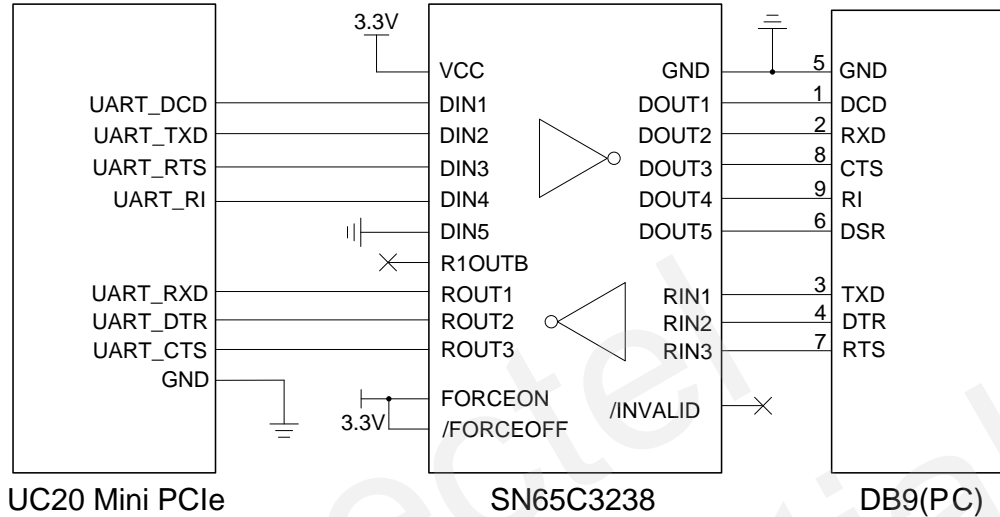 3.3V
VCC
GND
5
GND
UART_DCD
DIN1
DOUT1
1
DCD
UART_TXD
DIN2
DOUT2
2
RXD
UART_RTS
DIN3
DOUT3
8
CTS
UART_RI
DIN4
DOUT4
9
RI
DIN5
DOUT5
6
DSR
R1OUTB
UART_RXD
ROUT1
RIN1
3
TXD
UART_DTR
ROUT2
RIN2
4
DTR
UART_CTS
ROUT3
RIN3
7
RTS
GND
FORCEON
/INVALID
3.3V
/FORCEOFF
UC20 Mini PCIe
SN65C3238
DB9(PC)